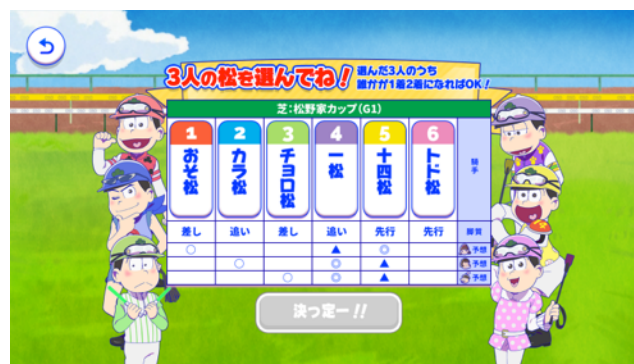 3人の松を選んでね!
選んだ3人のうち
誰かが1着2着になればOK!
芝:松野家カップ(G1)
1 2 3 4 5 6
おそ松 カラ松 チョロ松 一松 十四松 トド松 騎手
差し 追い 差し 追い 先行 先行 脚質
○ ▲ ◎ 予想
○ ◎ ▲ 予想
○ ◎ ▲ 予想
決っ定ー!!